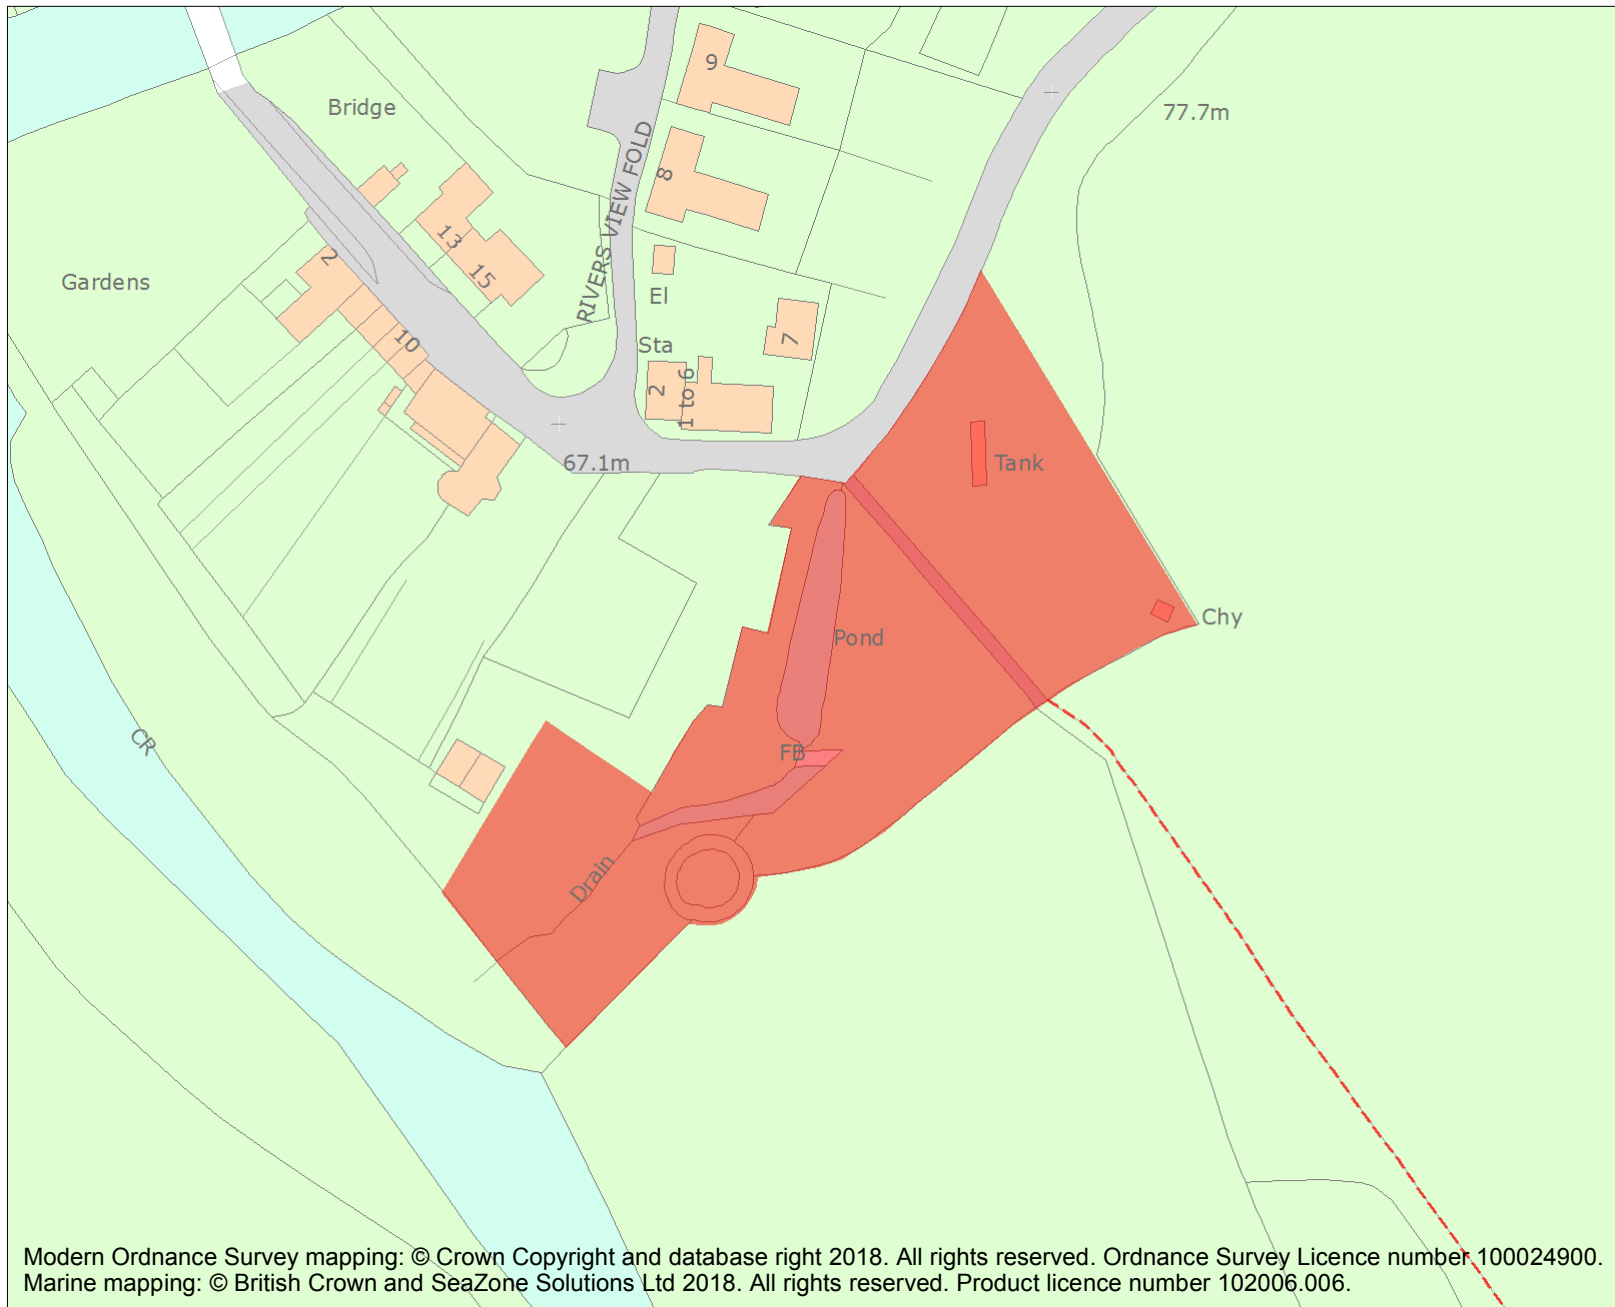 9
Bridge
77.7m
RIVERS VIEW FOLD
8
13
2
15
Gardens
El
Sta
7
10
2
1 to 6
67.1m
Tank
Chy
Pond
CR
FB
Drain
Modern Ordnance Survey mapping: © Crown Copyright and database right 2018. All rights reserved. Ordnance Survey Licence number 100024900.
Marine mapping: © British Crown and SeaZone Solutions Ltd 2018. All rights reserved. Product licence number 102006.006.